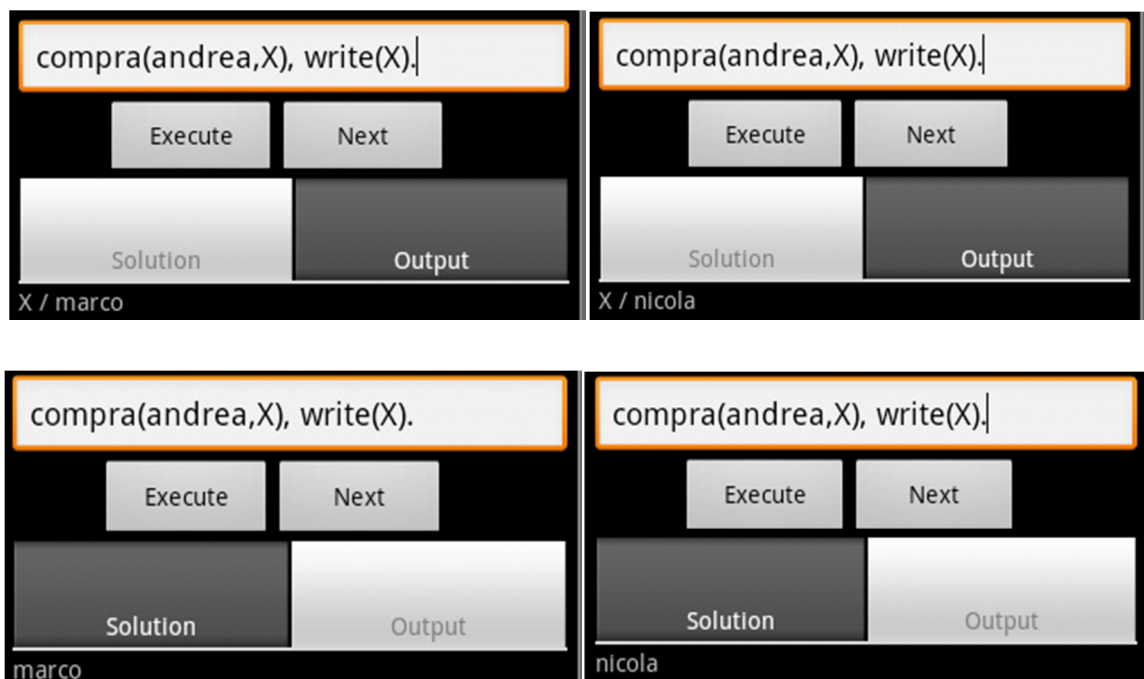 compra(andrea,X), write(X).
Execute Next
Solution Output
X / marco
compra(andrea,X), write(X).
Execute Next
Solution Output
X / nicola
compra(andrea,X), write(X).
Execute Next
Solution Output
marco
compra(andrea,X), write(X).
Execute Next
Solution Output
nicola